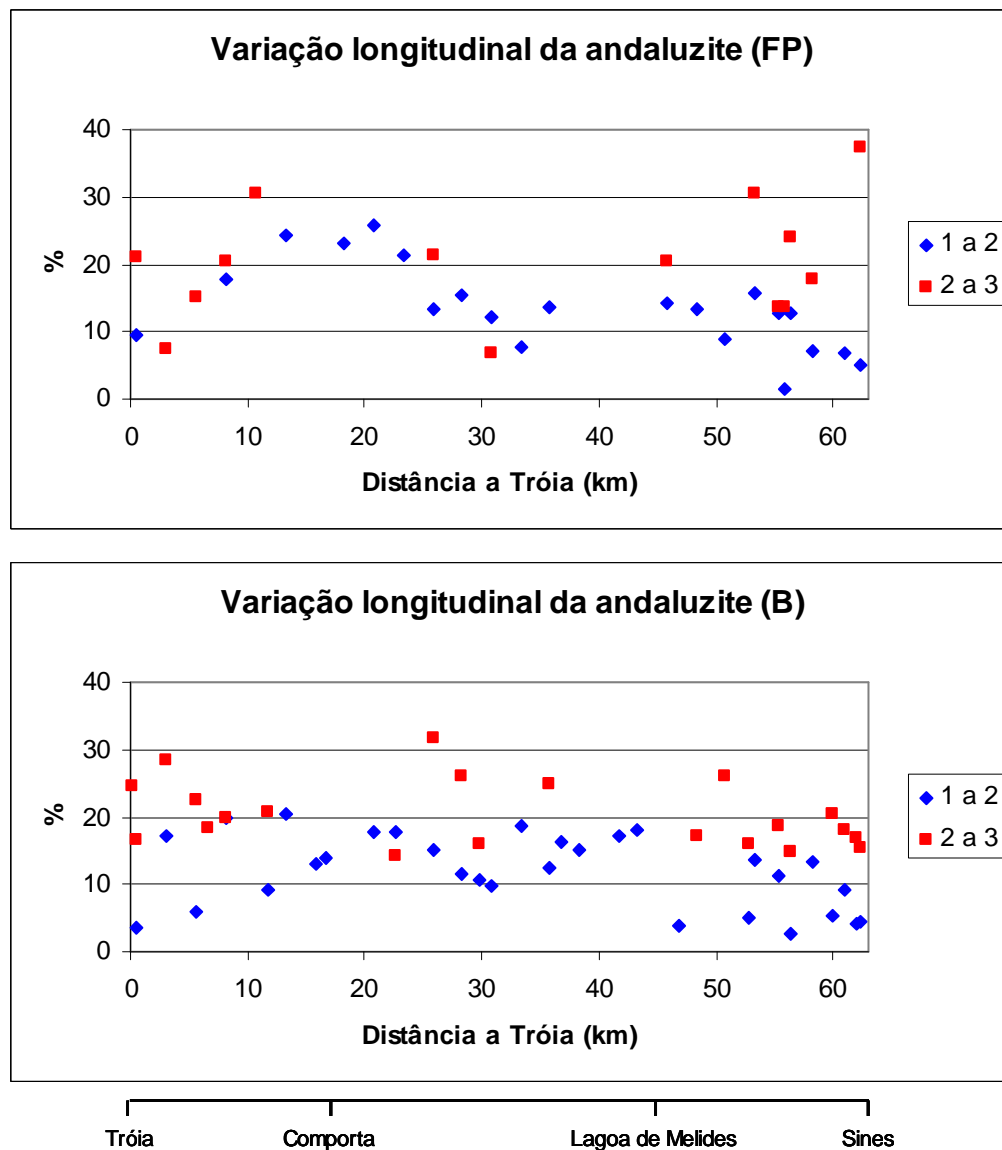 Variação longitudinal da andaluzite (FP)
40
30
20
10
0
%
0 10 20 30 40 50 60
Distância a Tróia (km)
1 a 2
2 a 3
Variação longitudinal da andaluzite (B)
40
30
20
10
0
%
0 10 20 30 40 50 60
Distância a Tróia (km)
1 a 2
2 a 3
Tróia Comporta Lagoa de Melides Sines